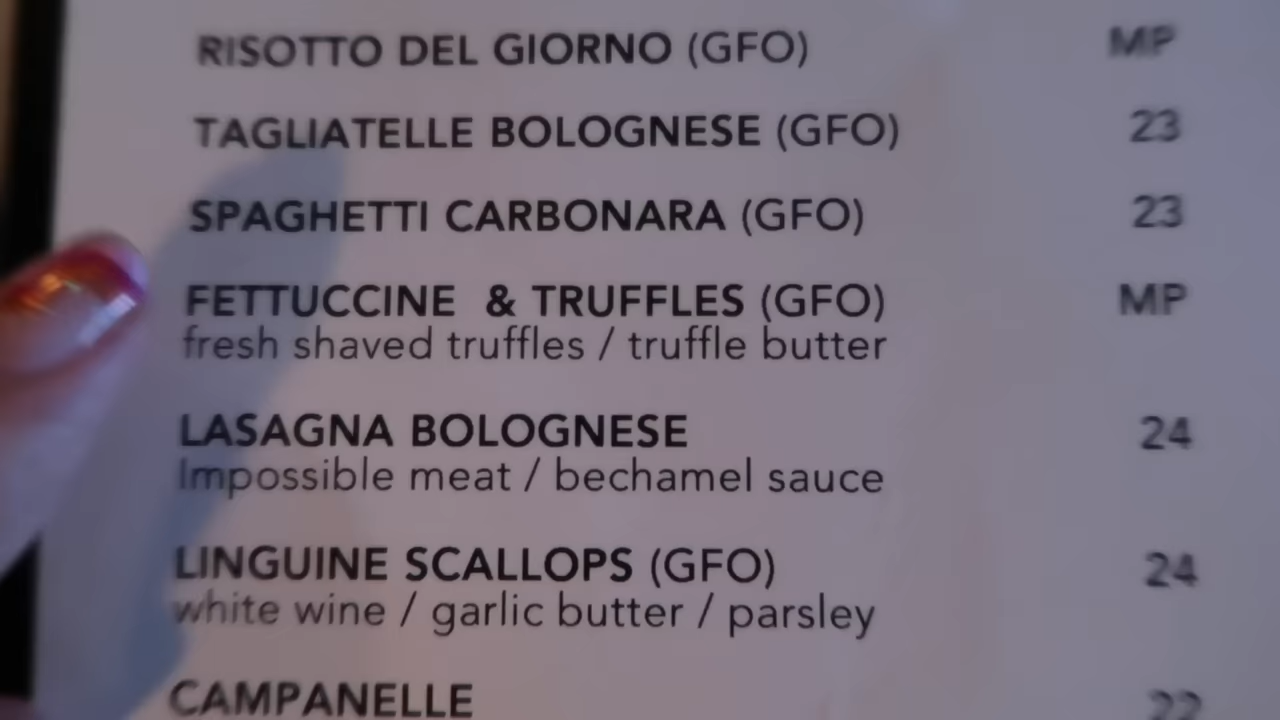 RISOTTO DEL GIORNO (GFO) MP
TAGLIATELLE BOLOGNESE (GFO) 23
SPAGHETTI CARBONARA (GFO) 23
FETTUCCINE & TRUFFLES (GFO) MP
fresh shaved truffles / truffle butter
LASAGNA BOLOGNESE 24
Impossible meat / bechamel sauce
LINGUINE SCALLOPS (GFO) 24
white wine / garlic butter / parsley
CAMPANELLE 22